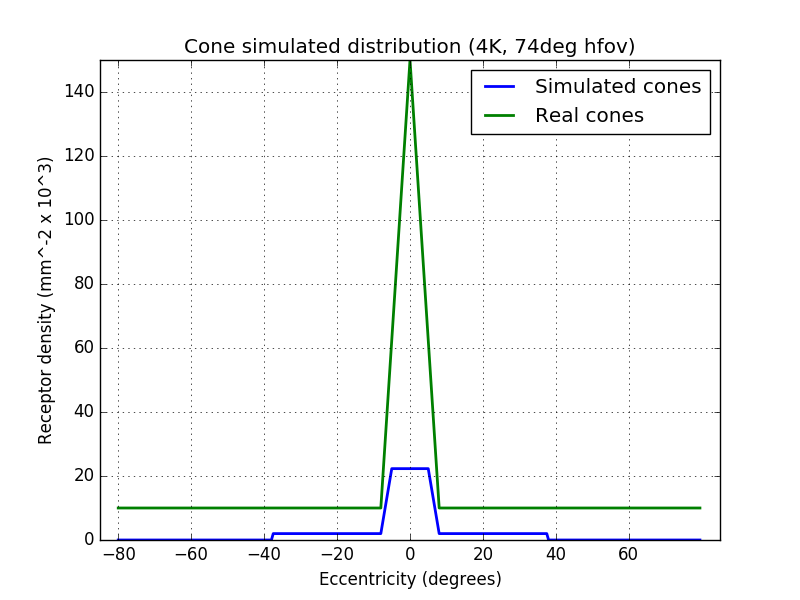 Cone simulated distribution (4K, 74deg hfov)
Simulated cones
Real cones
Receptor density (mm^-2 x 10^3)
140
120
100
80
60
40
20
0
−80 −60 −40 −20 0 20 40 60
Eccentricity (degrees)